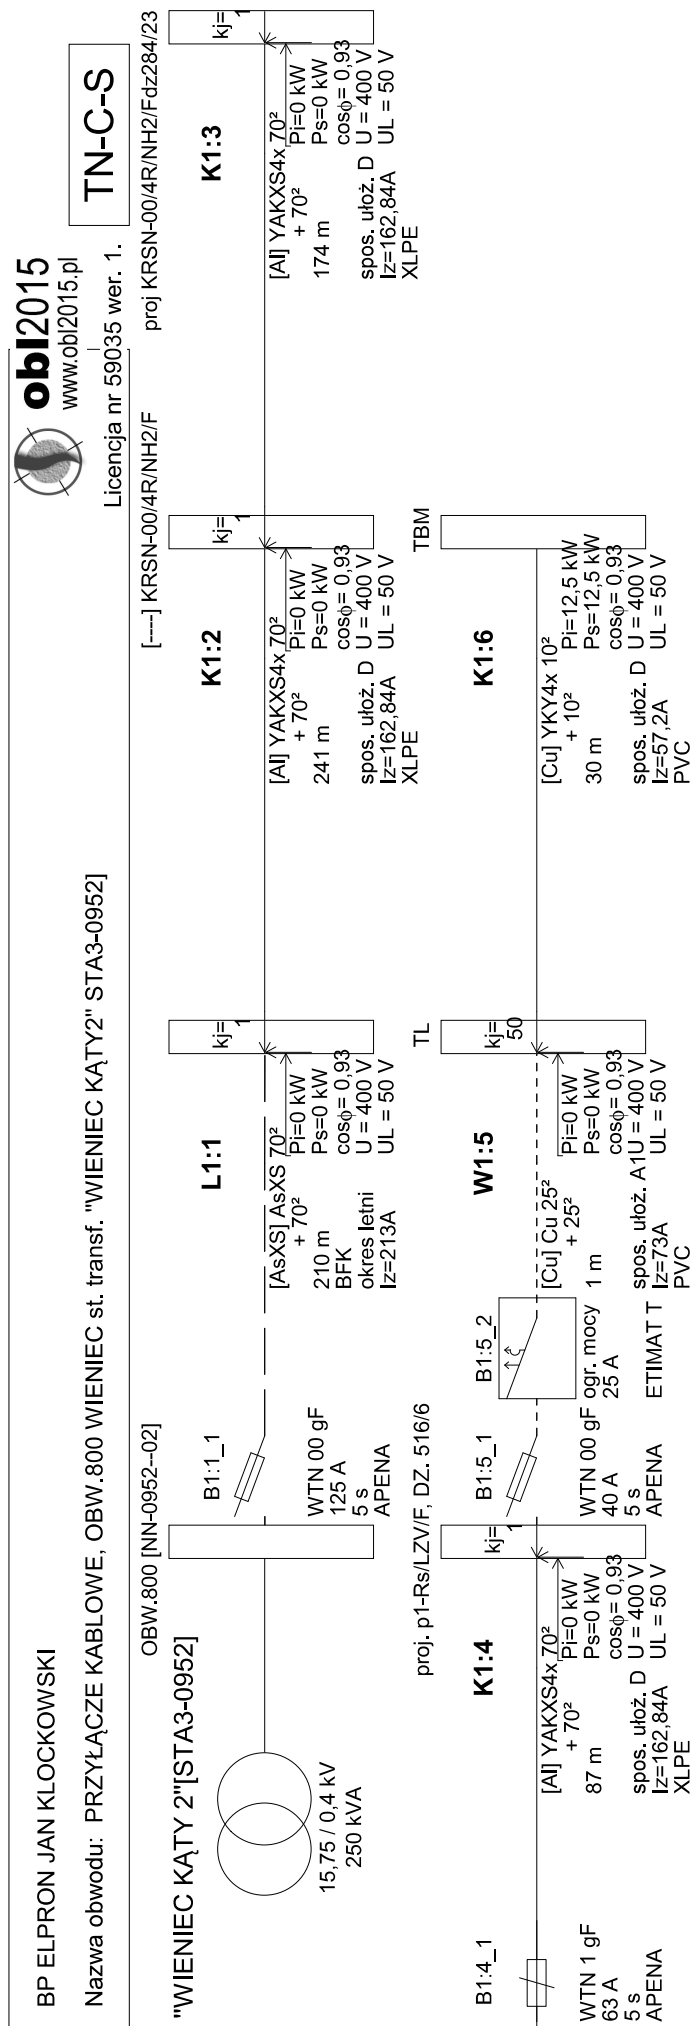 BP ELPRON JAN KLOCKOWSKI
Nazwa obwodu: PRZYŁĄCZE KABLOWE, OBW.800 WIENIEC st. transf. "WIENIEC KĄTY2" STA3-0952]
obl2015
www.obl2015.pl
Licencja nr 59035 wer. 1.
TN-C-S
"WIENIEC KĄTY 2"[STA3-0952]
15,75 / 0,4 kV
250 kVA
OBW.800 [NN-0952--02]
B1:1_1
WTN 00 gF
125 A
5 s
APENA
L1:1
[AsXS] AsXS 70²
+ 70²
210 m
BFK
okres letni
Iz=213A
Pi=0 kW
Ps=0 kW
cosϕ= 0,93
U = 400 V
UL = 50 V
kj=
1
K1:2
[Al] YAKXS4x 70²
+ 70²
241 m
spos. ułoż. D
Iz=162,84A
XLPE
Pi=0 kW
Ps=0 kW
cosϕ= 0,93
U = 400 V
UL = 50 V
[----] KRSN-00/4R/NH2/F
kj=
1
K1:3
[Al] YAKXS4x 70²
+ 70²
174 m
spos. ułoż. D
Iz=162,84A
XLPE
Pi=0 kW
Ps=0 kW
cosϕ= 0,93
U = 400 V
UL = 50 V
proj KRSN-00/4R/NH2/Fdz284/23
kj=
1
B1:4_1
WTN 1 gF
63 A
5 s
APENA
K1:4
[Al] YAKXS4x 70²
+ 70²
87 m
spos. ułoż. D
Iz=162,84A
XLPE
Pi=0 kW
Ps=0 kW
cosϕ= 0,93
U = 400 V
UL = 50 V
proj. p1-Rs/LZV/F, DZ. 516/6
kj=
1
B1:5_1
WTN 00 gF
40 A
5 s
APENA
B1:5_2
ogr. mocy
25 A
ETIMAT T
W1:5
[Cu] Cu 25²
+ 25²
1 m
spos. ułoż. A1
Iz=73A
PVC
Pi=0 kW
Ps=0 kW
cosϕ= 0,93
U = 400 V
UL = 50 V
TL
kj=
50
K1:6
[Cu] YKY4x 10²
+ 10²
30 m
spos. ułoż. D
Iz=57,2A
PVC
Pi=12,5 kW
Ps=12,5 kW
cosϕ= 0,93
U = 400 V
UL = 50 V
TBM